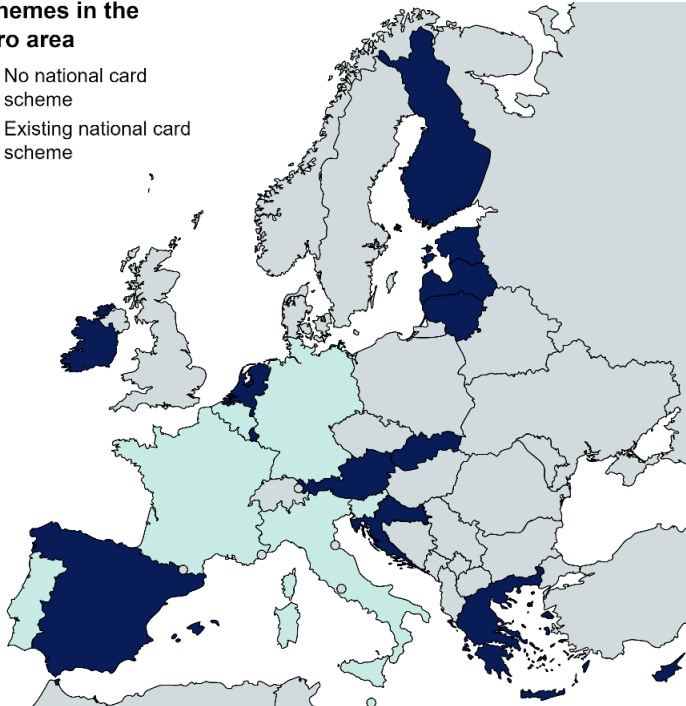 hemes in the
ro area
No national card
scheme
Existing national card
scheme